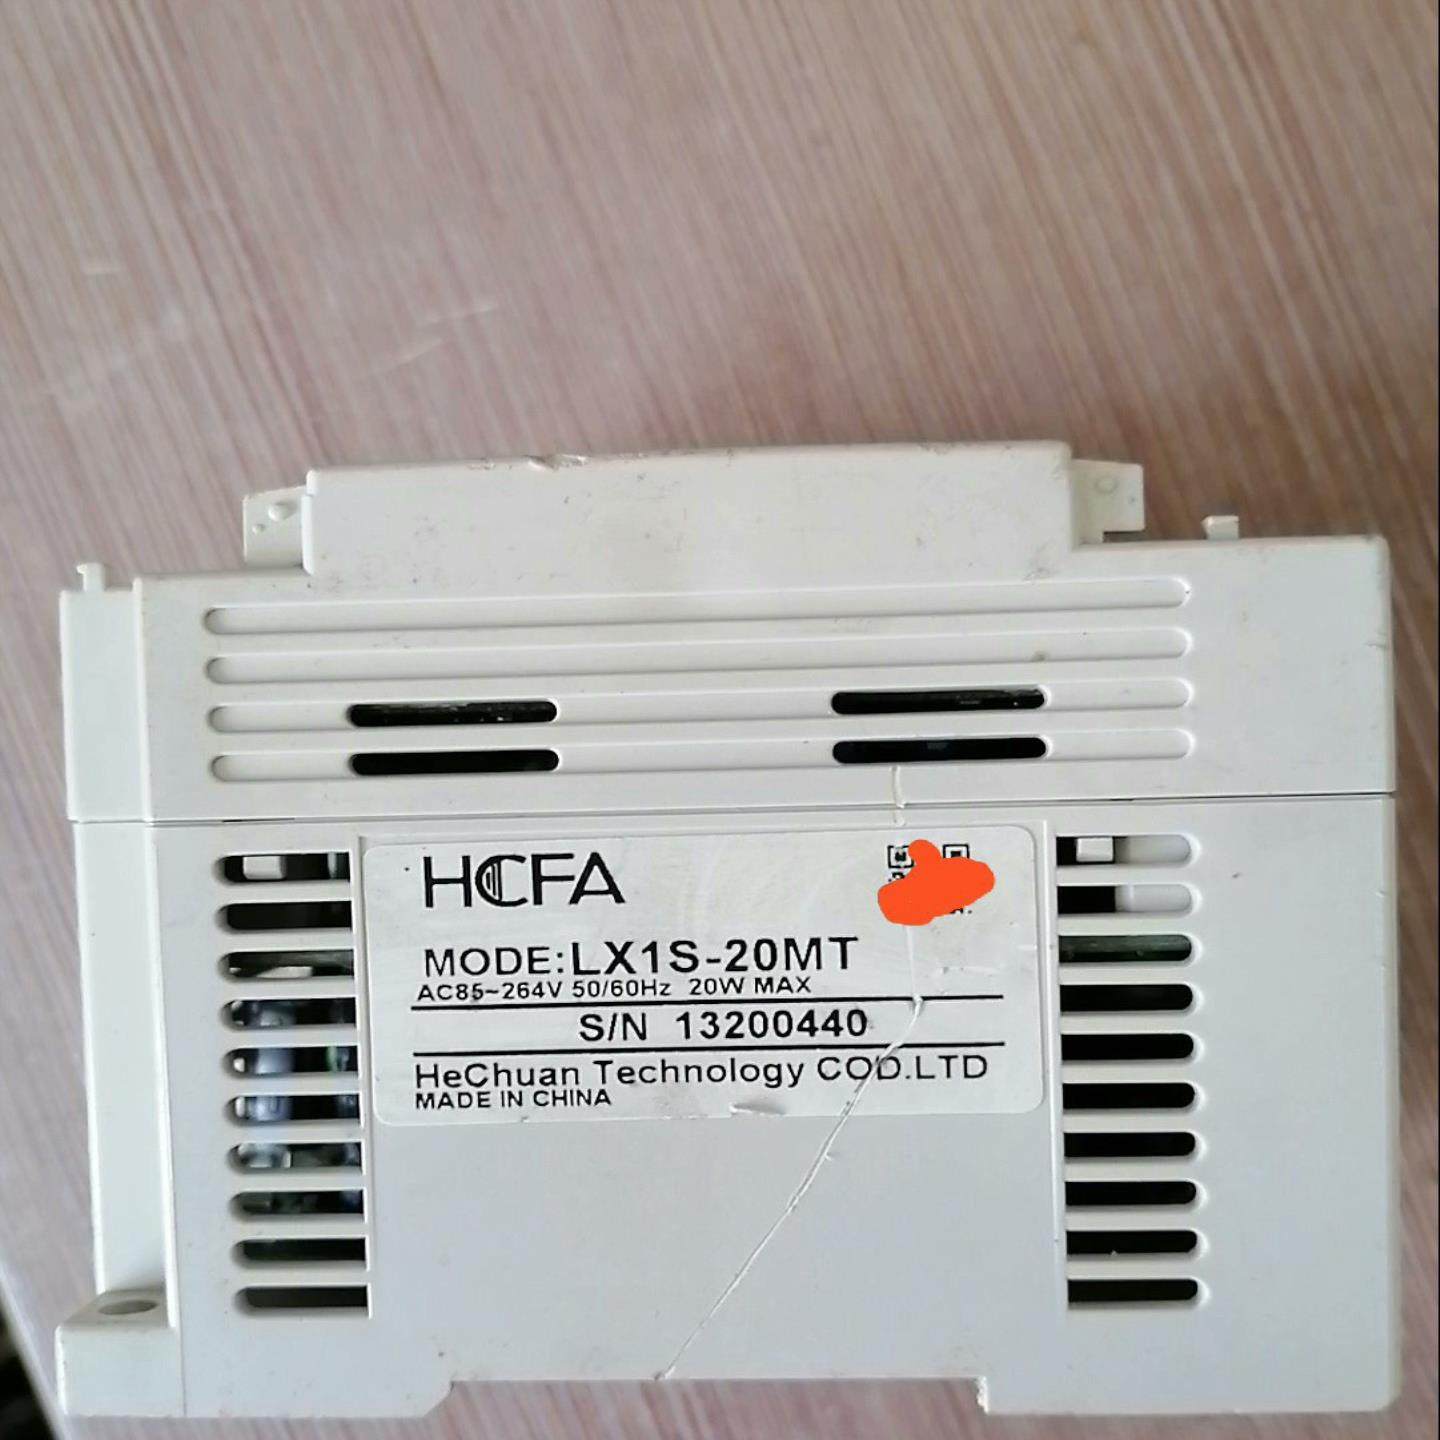 HCFA
MODE:LX1S-20MT
AC85~264V 50/60Hz 20W MAX
S/N 13200440
HeChuan Technology COD.LTD
MADE IN CHINA